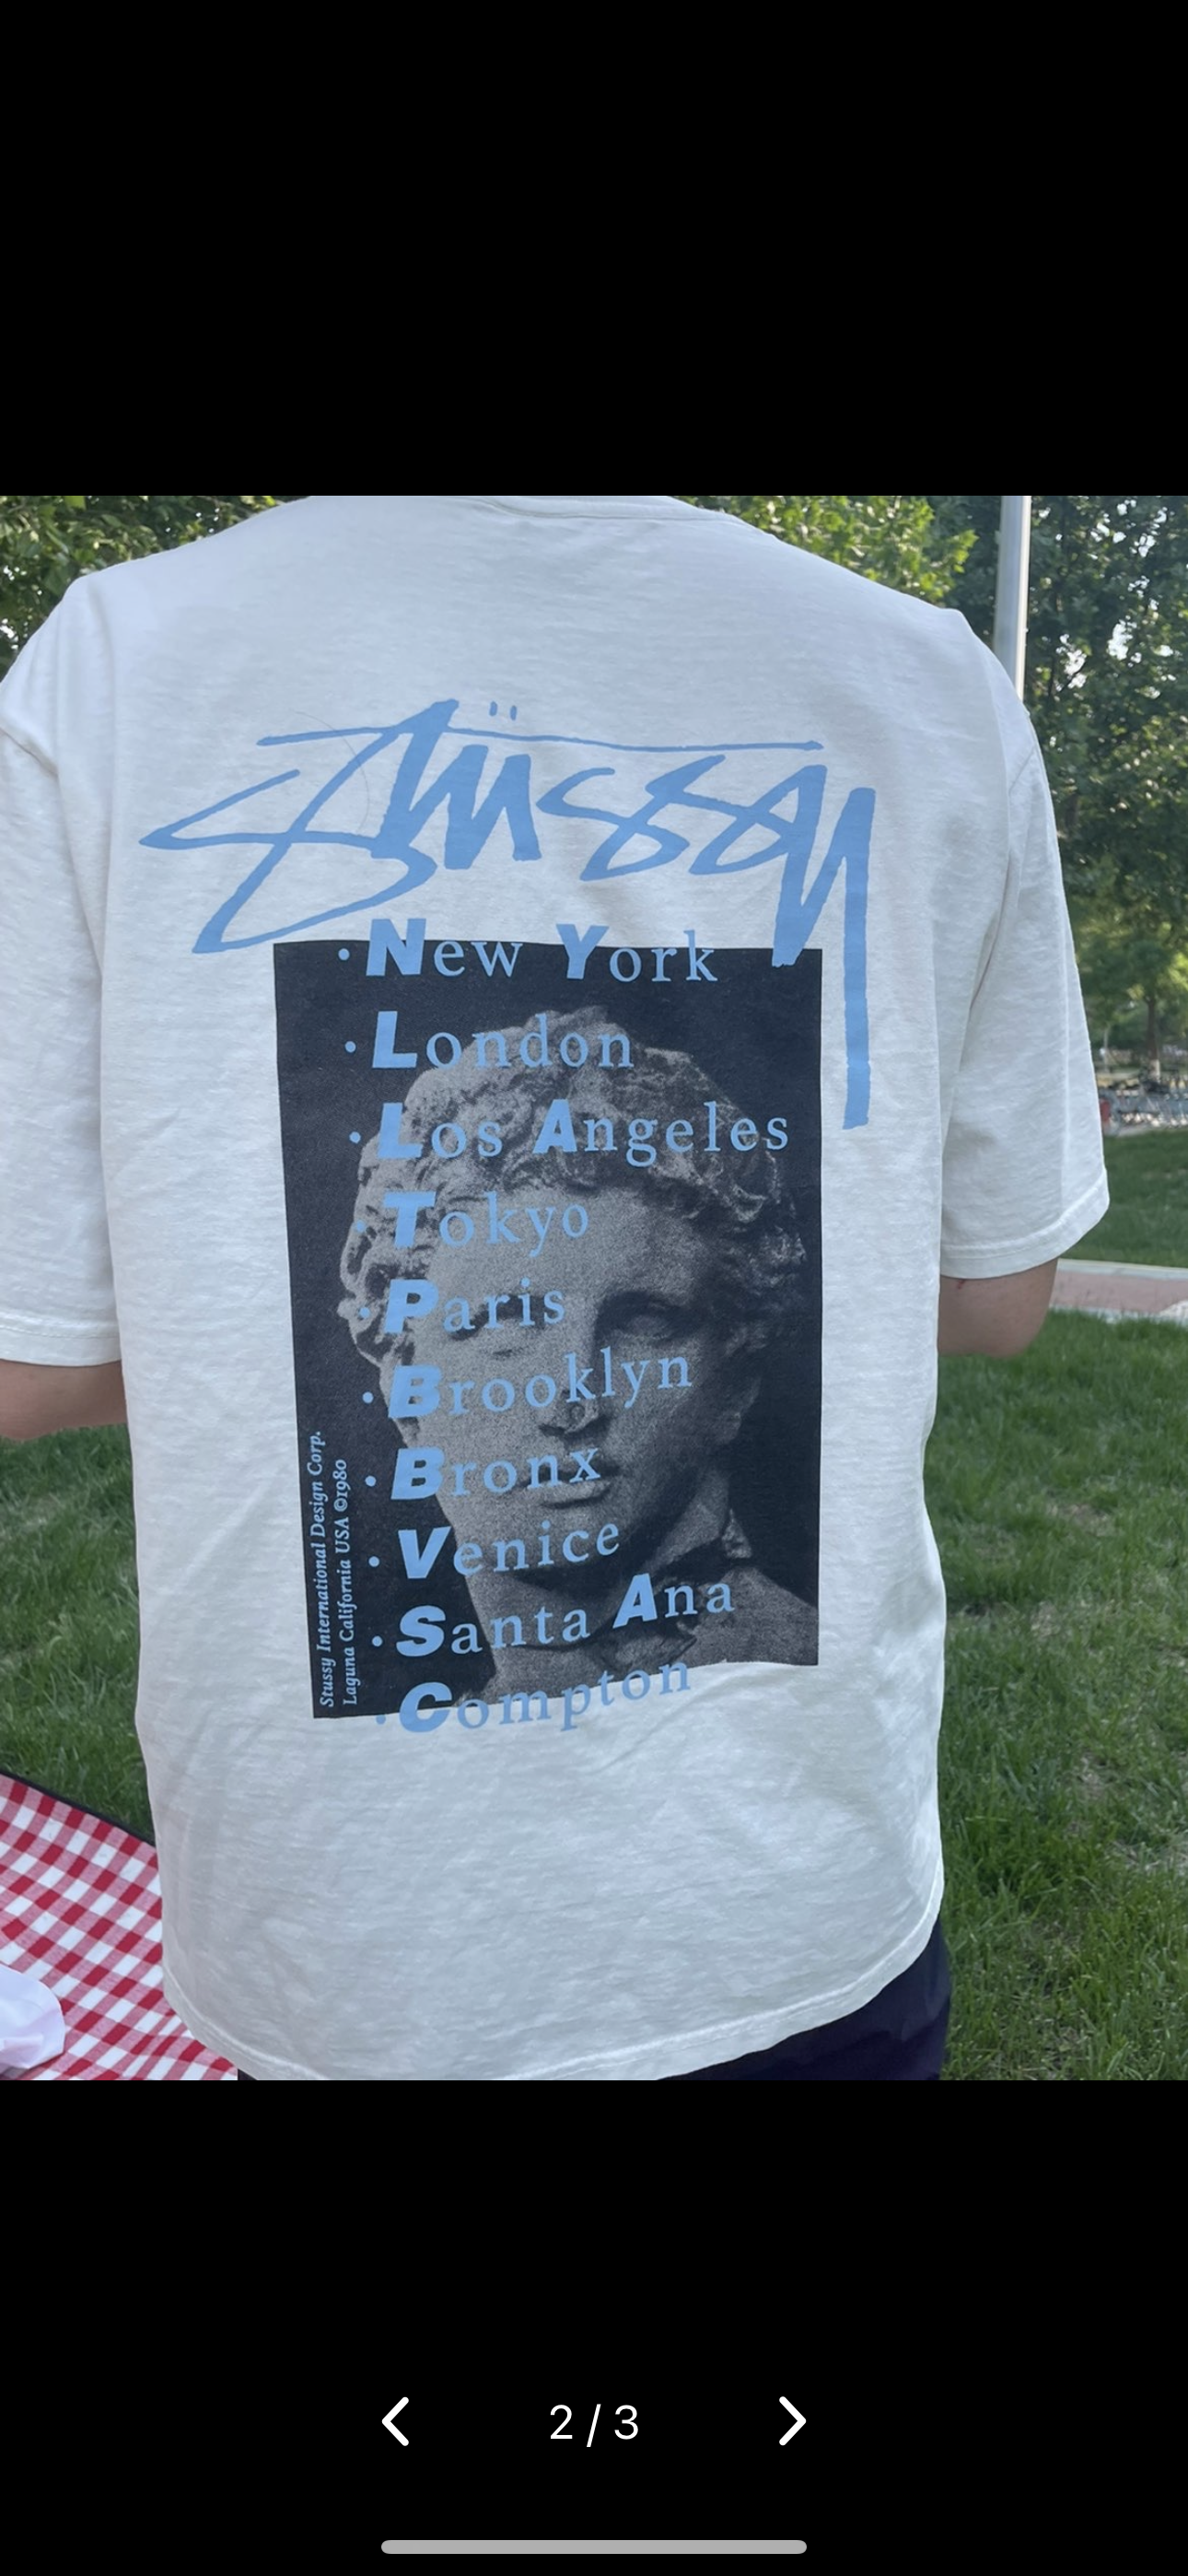 Stüssy
· New York
· London
· Los Angeles
· Tokyo
· Paris
· Brooklyn
· Bronx
· Venice
· Santa Ana
· Compton
Stussy International Design Corp.
Laguna California USA ©1980
2 / 3